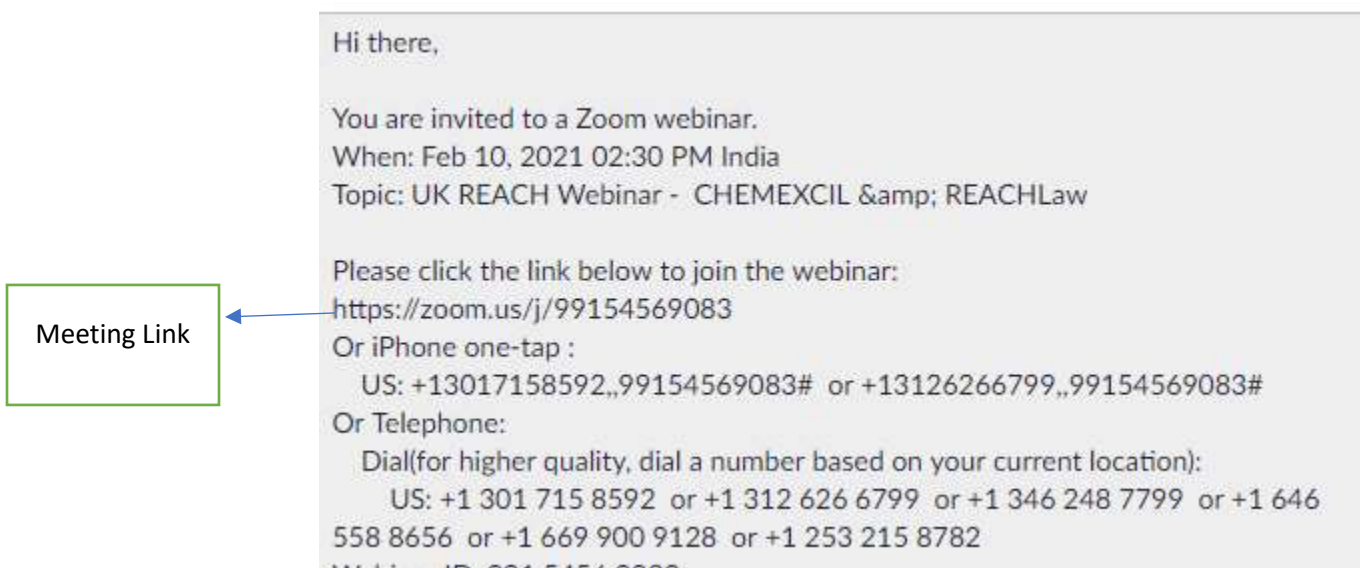 Hi there,
You are invited to a Zoom webinar.
When: Feb 10, 2021 02:30 PM India
Topic: UK REACH Webinar -  CHEMEXCIL &amp; REACHLaw
Please click the link below to join the webinar:
https://zoom.us/j/99154569083
Meeting Link
Or iPhone one-tap :
US: +13017158592,,99154569083#  or +13126266799,,99154569083#
Or Telephone:
Dial(for higher quality, dial a number based on your current location):
US: +1 301 715 8592  or +1 312 626 6799  or +1 346 248 7799  or +1 646
558 8656  or +1 669 900 9128  or +1 253 215 8782